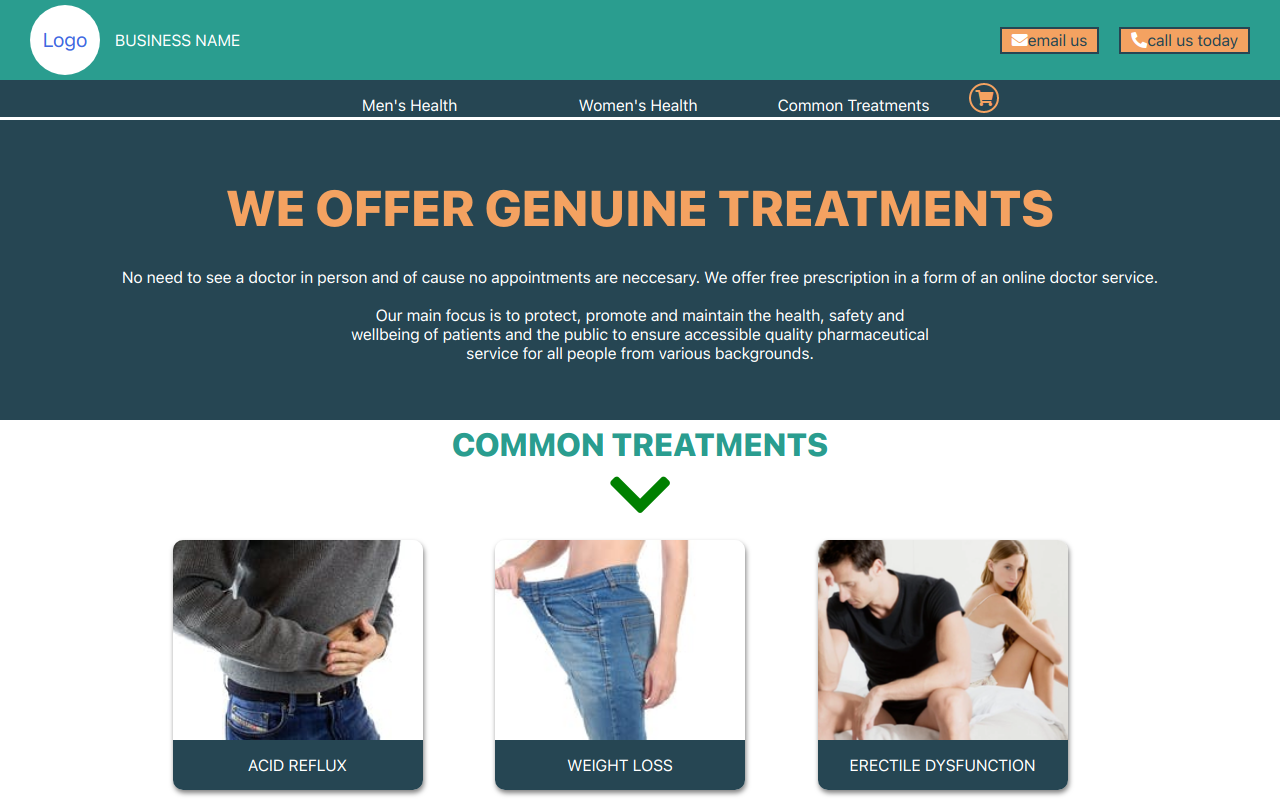 Logo
BUSINESS NAME
email us
call us today
Men's Health
Women's Health
Common Treatments
WE OFFER GENUINE TREATMENTS
No need to see a doctor in person and of cause no appointments are neccesary. We offer free prescription in a form of an online doctor service.
Our main focus is to protect, promote and maintain the health, safety and
wellbeing of patients and the public to ensure accessible quality pharmaceutical
service for all people from various backgrounds.
COMMON TREATMENTS
ACID REFLUX
WEIGHT LOSS
ERECTILE DYSFUNCTION